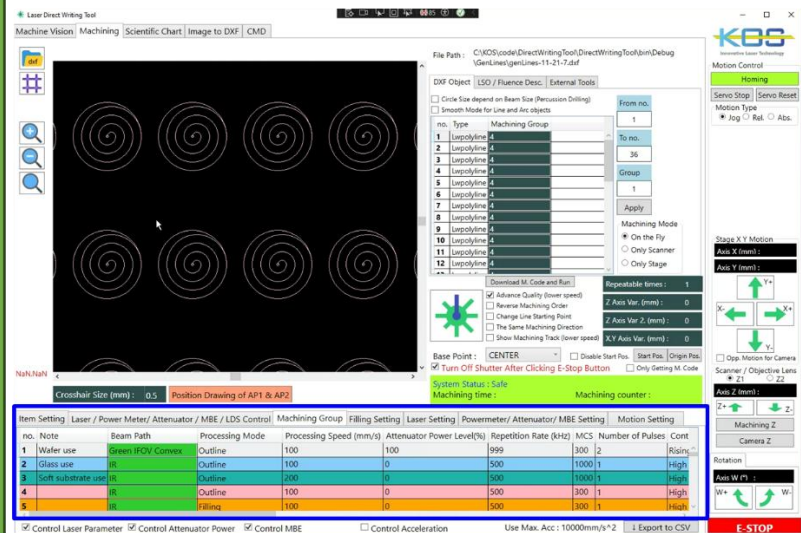 Laser Direct Writing Tool
Machine Vision Machining Scientific Chart Image to DXF CMD
dxf
File Path : C:\KOS\code\DirectWritingTool\DirectWritingTool\bin\Debug
\GenLines\genLines-11-21-7.dxf
DXF Object LSO / Fluence Desc. External Tools
Circle Size depend on Beam Size (Percussion Drilling)
Smooth Mode for Line and Arc objects
no. Type Machining Group
1 Lwpolyline 4
2 Lwpolyline 4
3 Lwpolyline 4
4 Lwpolyline 4
5 Lwpolyline 4
6 Lwpolyline 4
7 Lwpolyline 4
8 Lwpolyline 4
9 Lwpolyline 4
10 Lwpolyline 4
11 Lwpolyline 4
12 Lwpolyline 4
From no.
1
To no.
36
Group
1
Apply
Machining Mode
On the Fly
Only Scanner
Only Stage
Download M. Code and Run
Advance Quality (lower speed)
Reverse Machining Order
Change Line Starting Point
The Same Machining Direction
Show Machining Track (lower speed)
Repeatable times : 1
Z Axis Var. (mm) : 0
Z Axis Var 2. (mm) : 0
X.Y Axis Var. (mm) : 0
Base Point : CENTER Disable Start Pos. Start Pos. Origin Pos.
Turn Off Shutter After Clicking E-Stop Button Only Getting M. Code
System Status : Safe
Machining time : Machining counter :
NaN,NaN
Crosshair Size (mm) : 0.5 Position Drawing of AP1 & AP2
KOS
Innovative Laser Technology
Motion Control
Homing
Servo Stop Servo Reset
Motion Type
Jog Rel. Abs.
Stage X Y Motion
Axis X (mm) :
Axis Y (mm) :
Y+
X- X+
Y-
Opp. Motion for Camera
Scanner / Objective Lens
Z1 Z2
Axis Z (mm) :
Z+ Z-
Machining Z
Camera Z
Rotation
Axis W (°) :
W+ W-
E-STOP
Item Setting Laser / Power Meter/ Attenuator / MBE / LDS Control Machining Group Filling Setting Laser Setting Powermeter/ Attenuator/ MBE Setting Motion Setting
no. Note Beam Path Processing Mode Processing Speed (mm/s) Attenuator Power Level(%) Repetition Rate (kHz) MCS Number of Pulses Cont
1 Wafer use Green IFOV Convex Outline 100 100 999 300 2 Rising
2 Glass use IR Outline 100 0 500 1000 1 High
3 Soft substrate use IR Outline 200 0 500 1000 1 High
4 IR Outline 100 0 500 300 1 High
5 IR Filling 100 0 500 300 1 High
Control Laser Parameter Control Attenuator Power Control MBE Control Acceleration Use Max. Acc : 10000mm/s^2 ↓ Export to CSV